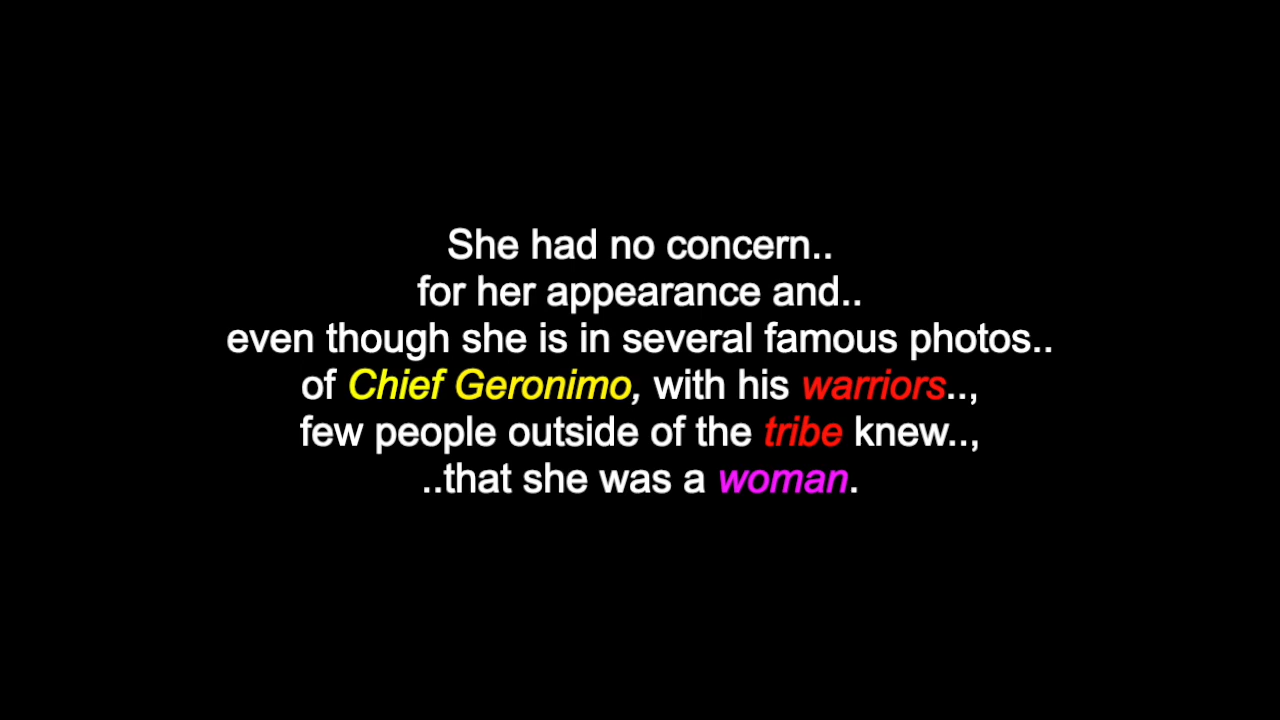 She had no concern..
for her appearance and..
even though she is in several famous photos..
of Chief Geronimo, with his warriors..,
few people outside of the tribe knew..,
..that she was a woman.